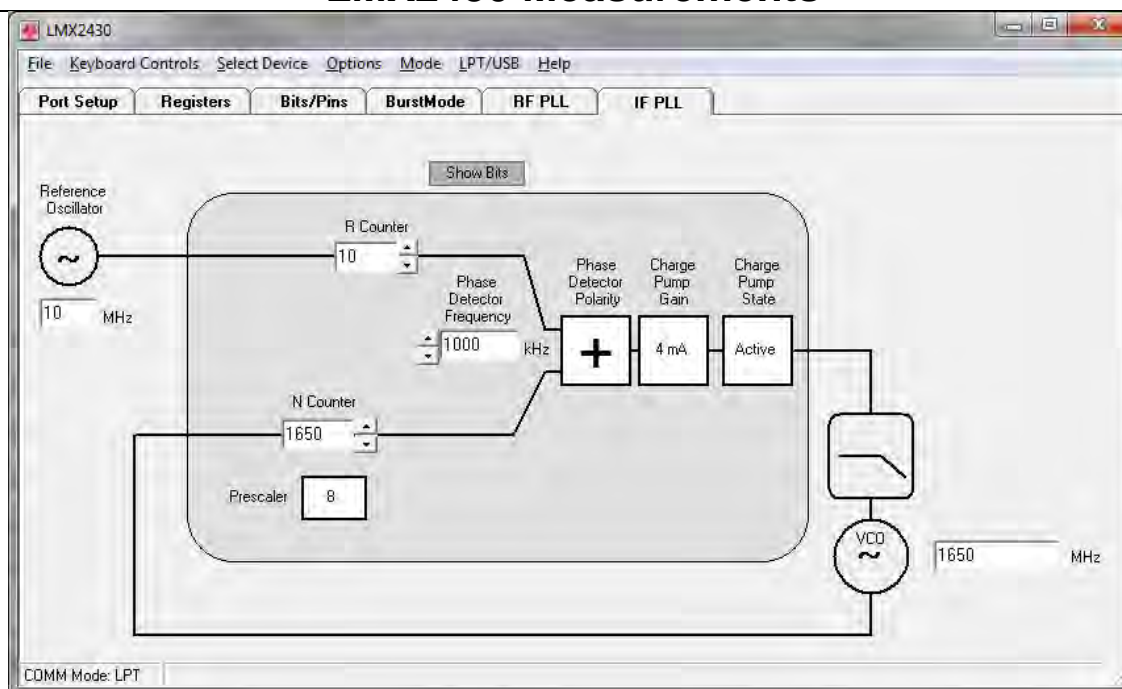 LMX2430
File Keyboard Controls Select Device Options Mode LPT/USB Help
Port Setup Registers Bits/Pins BurstMode RF PLL IF PLL
Show Bits
Reference
Oscillator
10 MHz
R Counter
10
Phase
Detector
Frequency
1000 kHz
Phase
Detector
Polarity
+
Charge
Pump
Gain
4 mA
Charge
Pump
State
Active
N Counter
1650
Prescaler 8
VCO
1650 MHz
COMM Mode: LPT